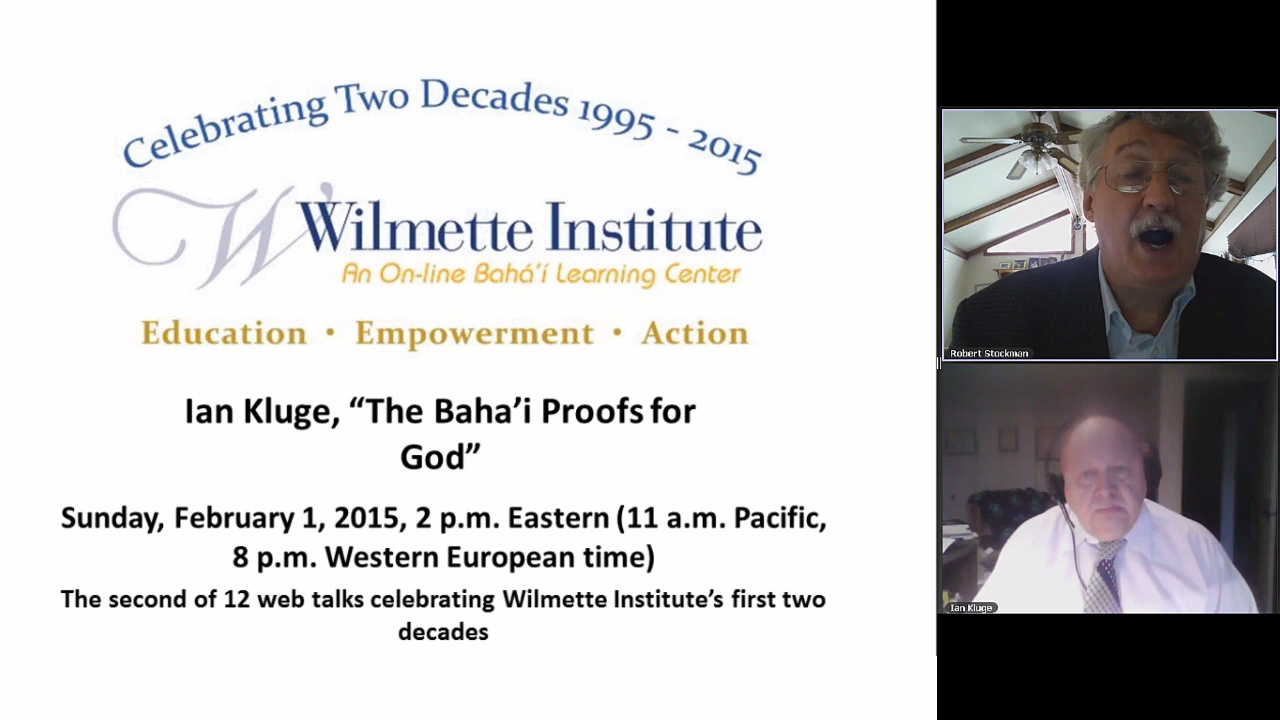 Celebrating Two Decades 1995 - 2015
W Wilmette Institute
An On-line Bahá'í Learning Center
Education • Empowerment • Action
Ian Kluge, “The Baha’i Proofs for
God”
Sunday, February 1, 2015, 2 p.m. Eastern (11 a.m. Pacific,
8 p.m. Western European time)
The second of 12 web talks celebrating Wilmette Institute’s first two
decades
Robert Stockman
Ian Kluge